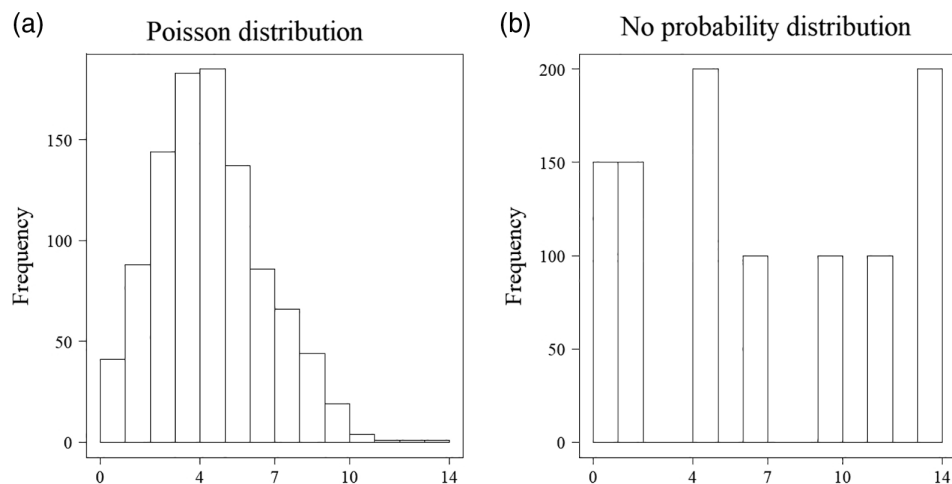 (a)
Poisson distribution
150
100
50
0
Frequency
0 4 7 10 14
(b)
No probability distribution
200
150
100
50
0
Frequency
0 4 7 10 14